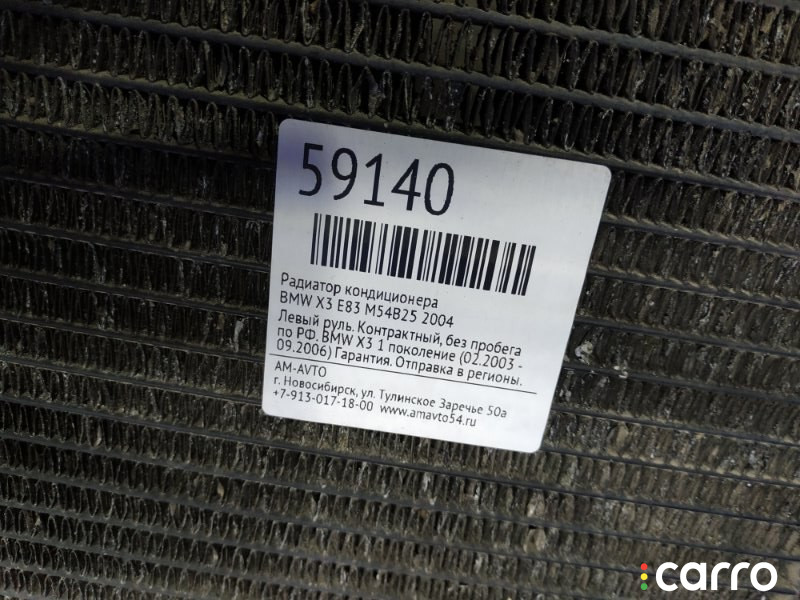 59140
Радиатор кондиционера
BMW X3 E83 M54B25 2004
Левый руль. Контрактный, без пробега
по РФ. BMW X3 1 поколение (02.2003 -
09.2006) Гарантия. Отправка в регионы.
AM-AVTO
г. Новосибирск, ул. Тулинское Заречье 50а
+7-913-017-18-00 www.amavto54.ru
carro